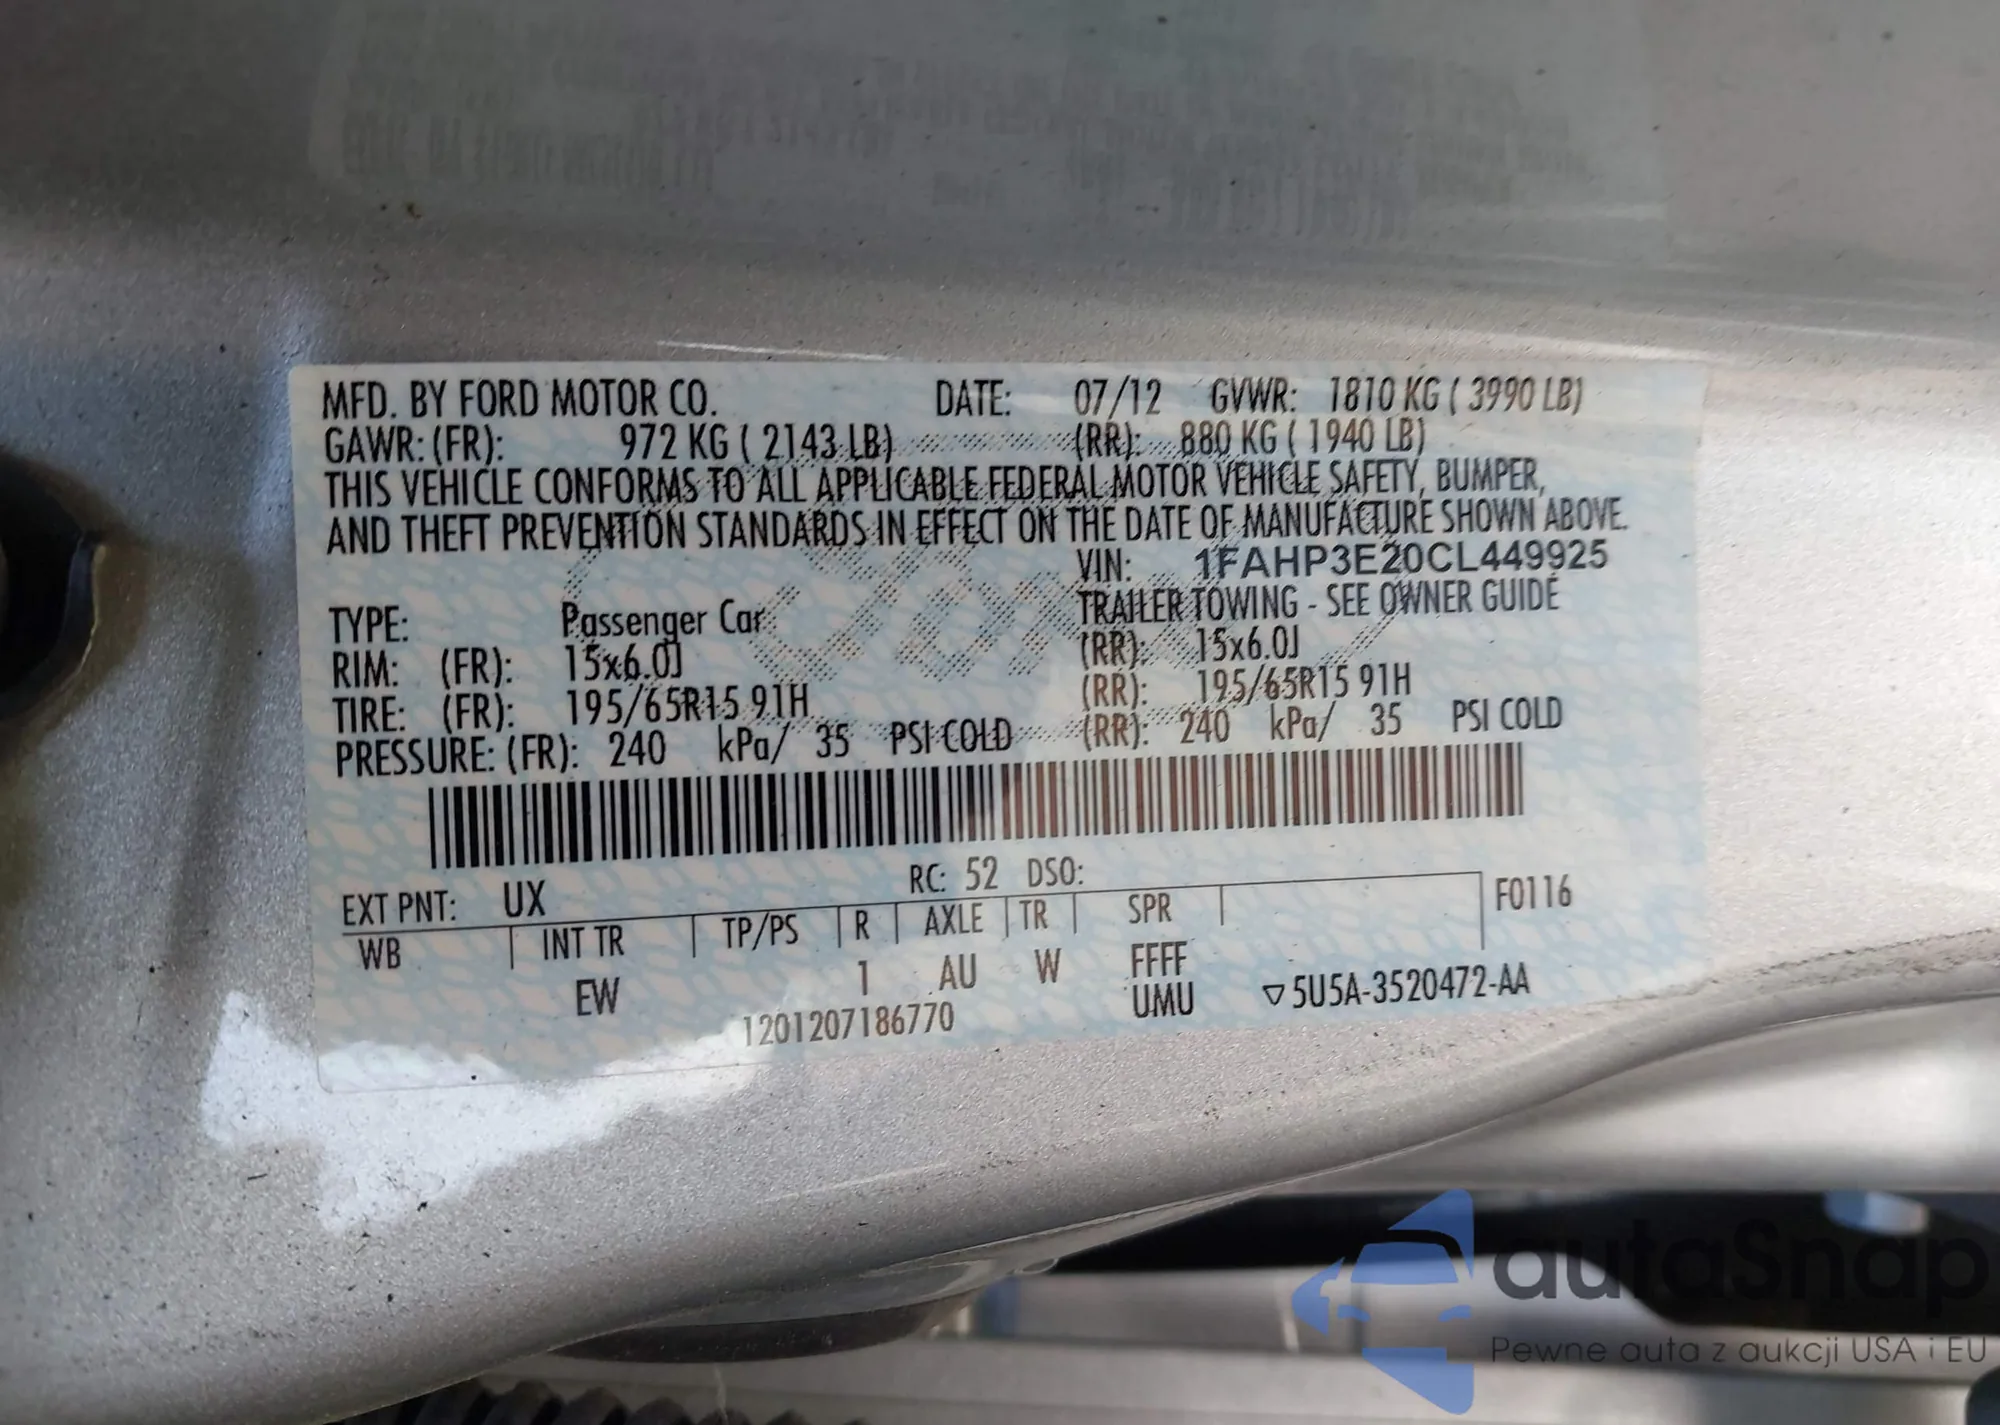 MFD. BY FORD MOTOR CO. DATE: 07/12 GVWR: 1810 KG ( 3990 LB)
GAWR: (FR): 972 KG ( 2143 LB) (RR): 880 KG ( 1940 LB)
THIS VEHICLE CONFORMS TO ALL APPLICABLE FEDERAL MOTOR VEHICLE SAFETY, BUMPER,
AND THEFT PREVENTION STANDARDS IN EFFECT ON THE DATE OF MANUFACTURE SHOWN ABOVE.
VIN: 1FAHP3E20CL449925
TYPE: Passenger Car TRAILER TOWING - SEE OWNER GUIDE
RIM: (FR): 15x6.0J (RR): 15x6.0J
TIRE: (FR): 195/65R15 91H (RR): 195/65R15 91H
PRESSURE: (FR): 240 kPa/ 35 PSI COLD (RR): 240 kPa/ 35 PSI COLD
EXT PNT: UX RC: 52 DSO: F0116
WB INT TR TP/PS R AXLE TR SPR
EW 1 AU W FFFF
UMU ▽5U5A-3520472-AA
1201207186770
autaSnap
Pewne auta z aukcji USA i EU